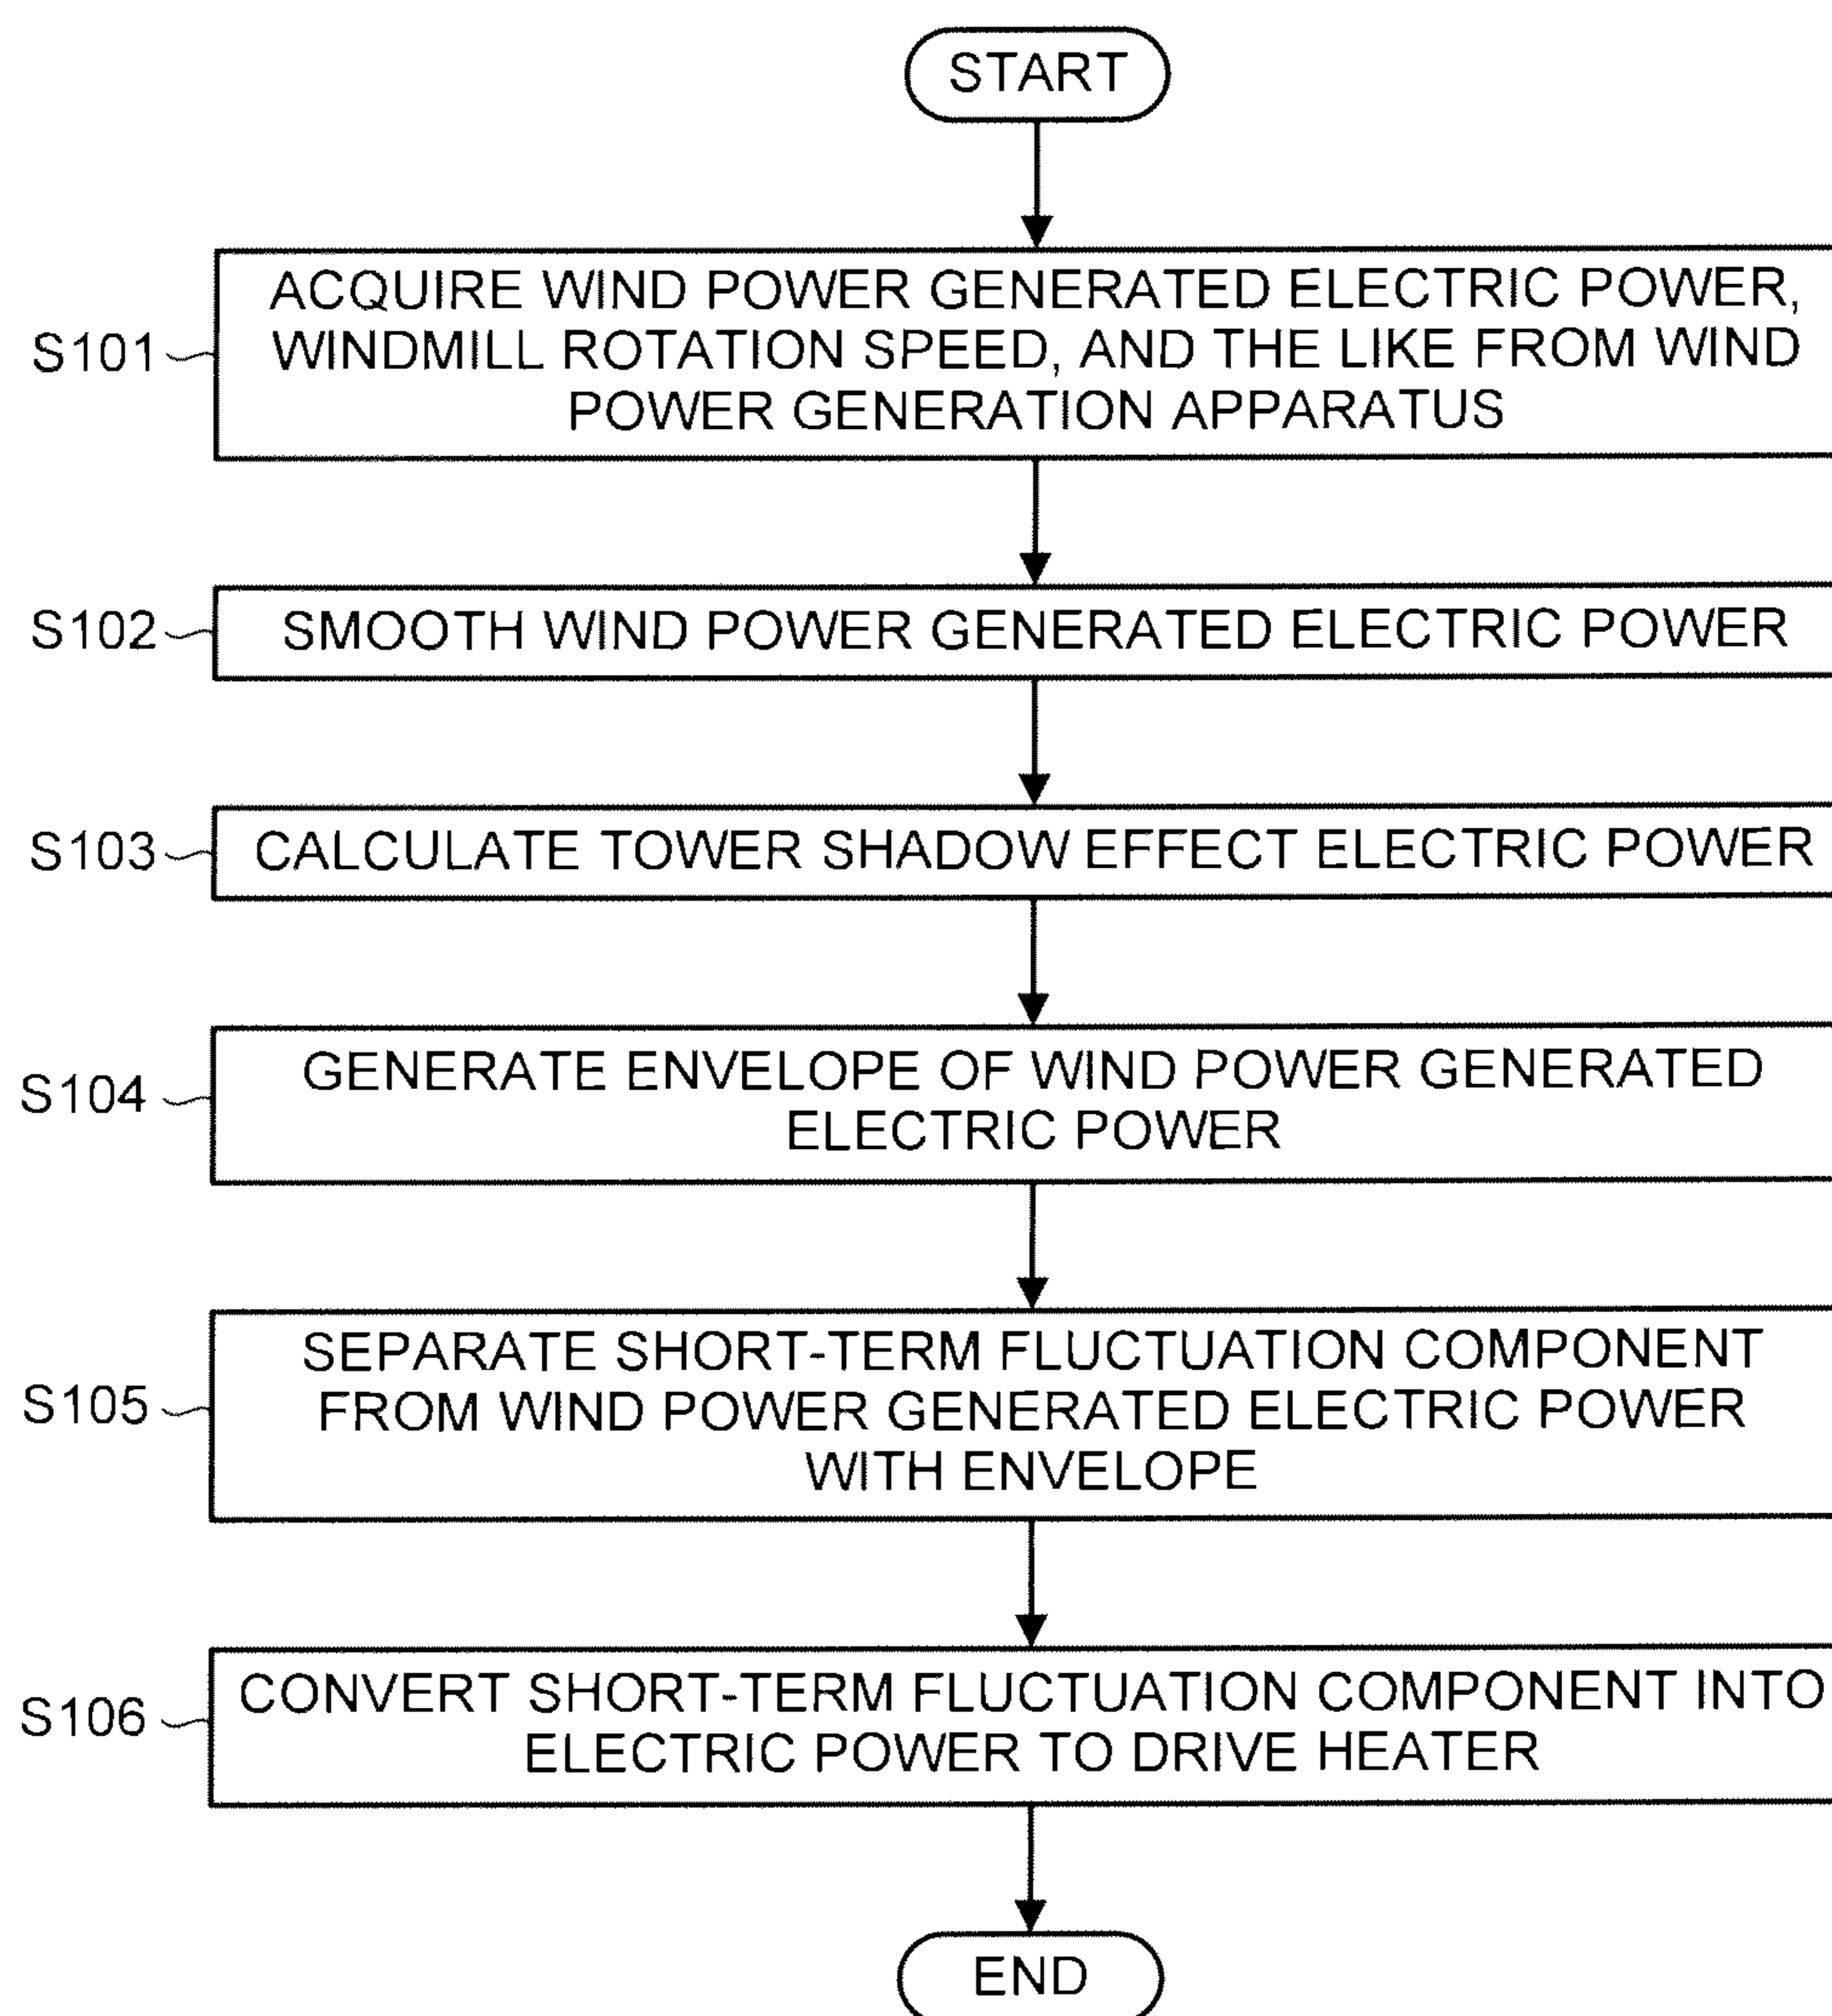 START
S101
ACQUIRE WIND POWER GENERATED ELECTRIC POWER,
WINDMILL ROTATION SPEED, AND THE LIKE FROM WIND
POWER GENERATION APPARATUS
S102
SMOOTH WIND POWER GENERATED ELECTRIC POWER
S103
CALCULATE TOWER SHADOW EFFECT ELECTRIC POWER
S104
GENERATE ENVELOPE OF WIND POWER GENERATED
ELECTRIC POWER
S105
SEPARATE SHORT-TERM FLUCTUATION COMPONENT
FROM WIND POWER GENERATED ELECTRIC POWER
WITH ENVELOPE
S106
CONVERT SHORT-TERM FLUCTUATION COMPONENT INTO
ELECTRIC POWER TO DRIVE HEATER
END